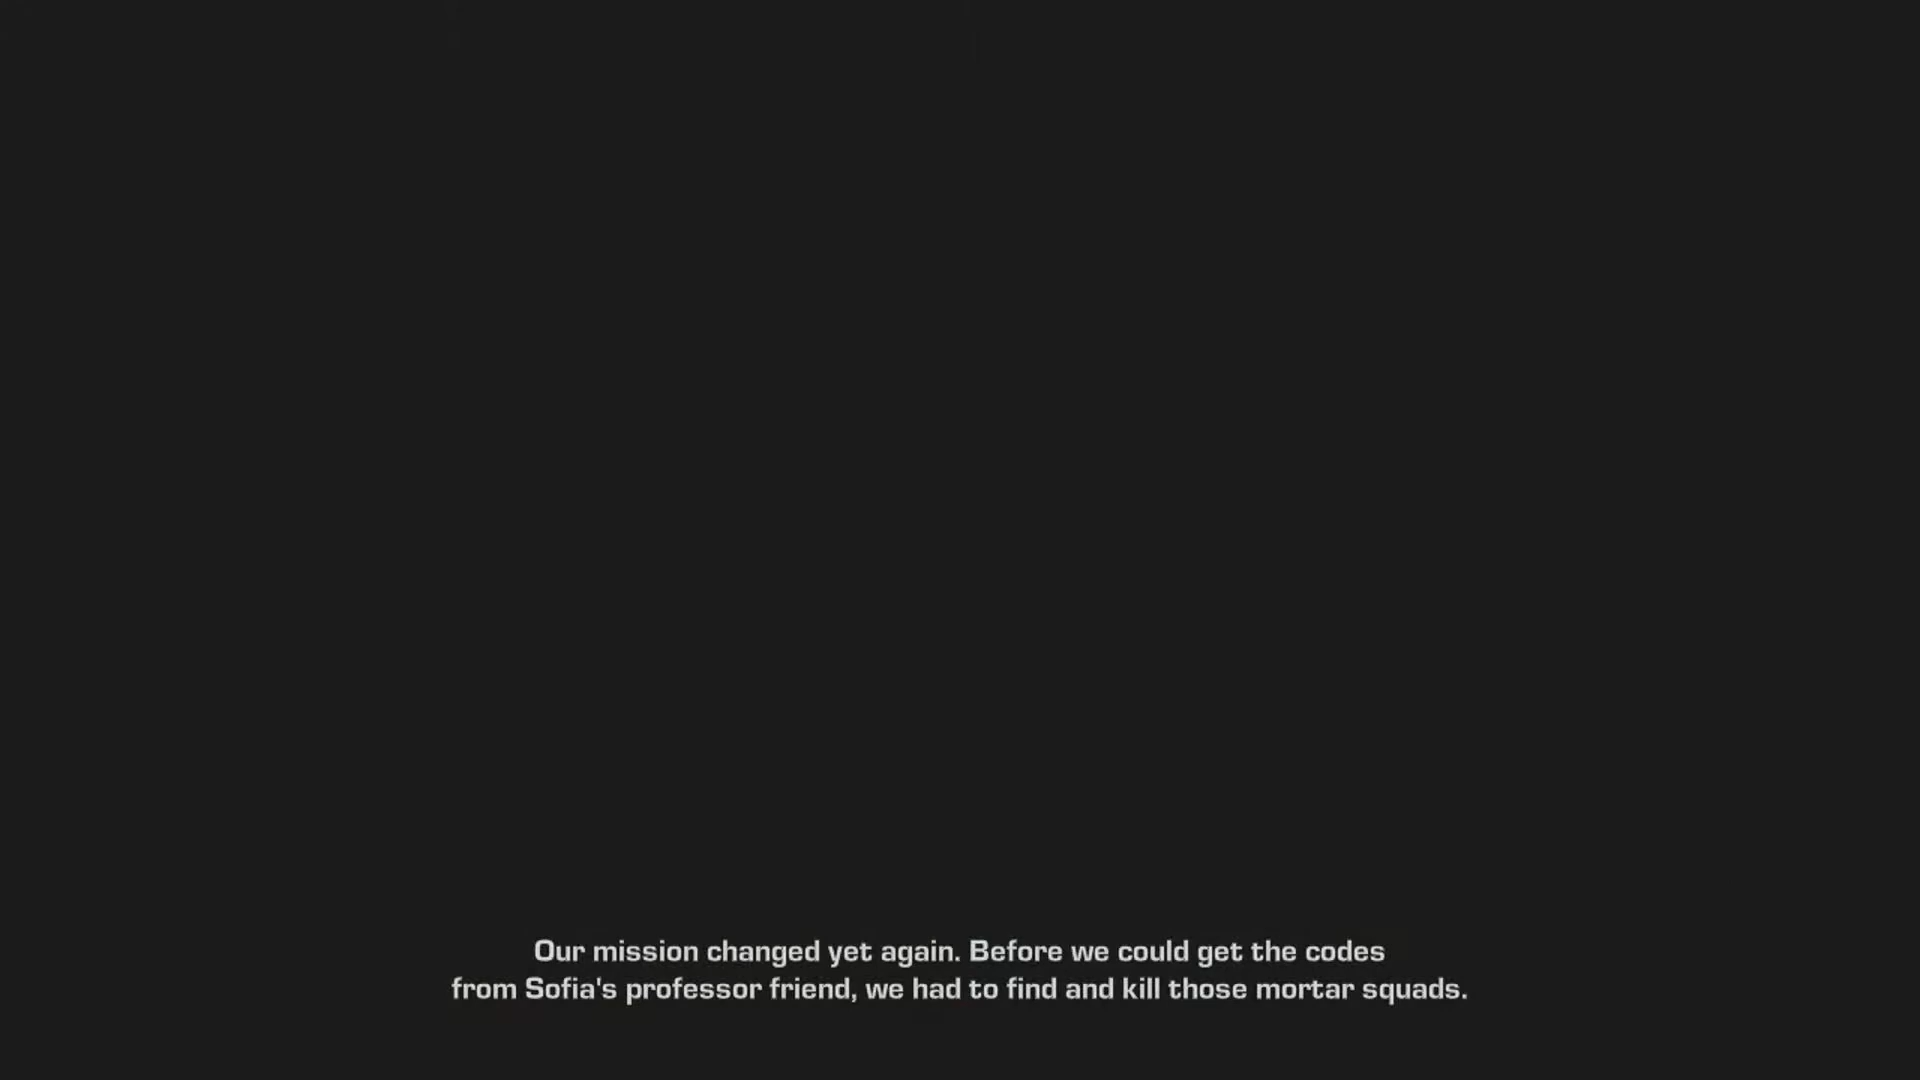 Our mission changed yet again. Before we could get the codes
from Sofia's professor friend, we had to find and kill those mortar squads.